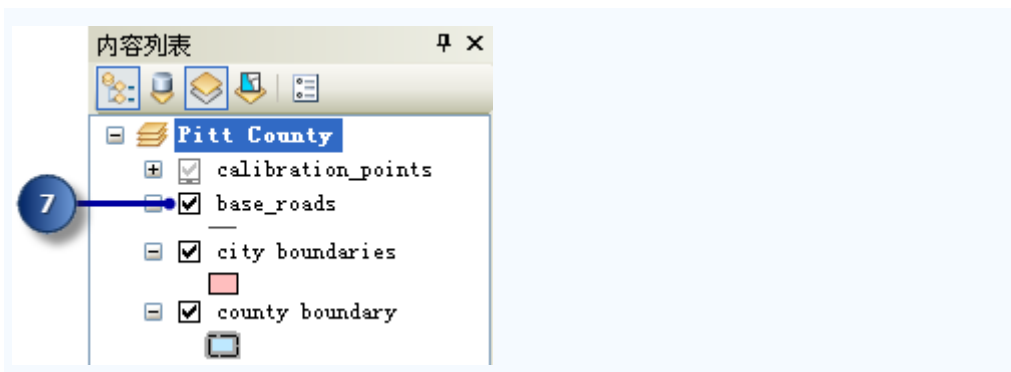 内容列表
Pitt County
calibration_points
7
base_roads
city boundaries
county boundary